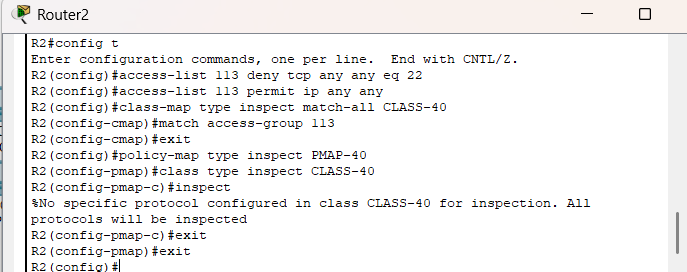 Router2
R2#config t
Enter configuration commands, one per line.  End with CNTL/Z.
R2(config)#access-list 113 deny tcp any any eq 22
R2(config)#access-list 113 permit ip any any
R2(config)#class-map type inspect match-all CLASS-40
R2(config-cmap)#match access-group 113
R2(config-cmap)#exit
R2(config)#policy-map type inspect PMAP-40
R2(config-pmap)#class type inspect CLASS-40
R2(config-pmap-c)#inspect
%No specific protocol configured in class CLASS-40 for inspection. All
protocols will be inspected
R2(config-pmap-c)#exit
R2(config-pmap)#exit
R2(config)#